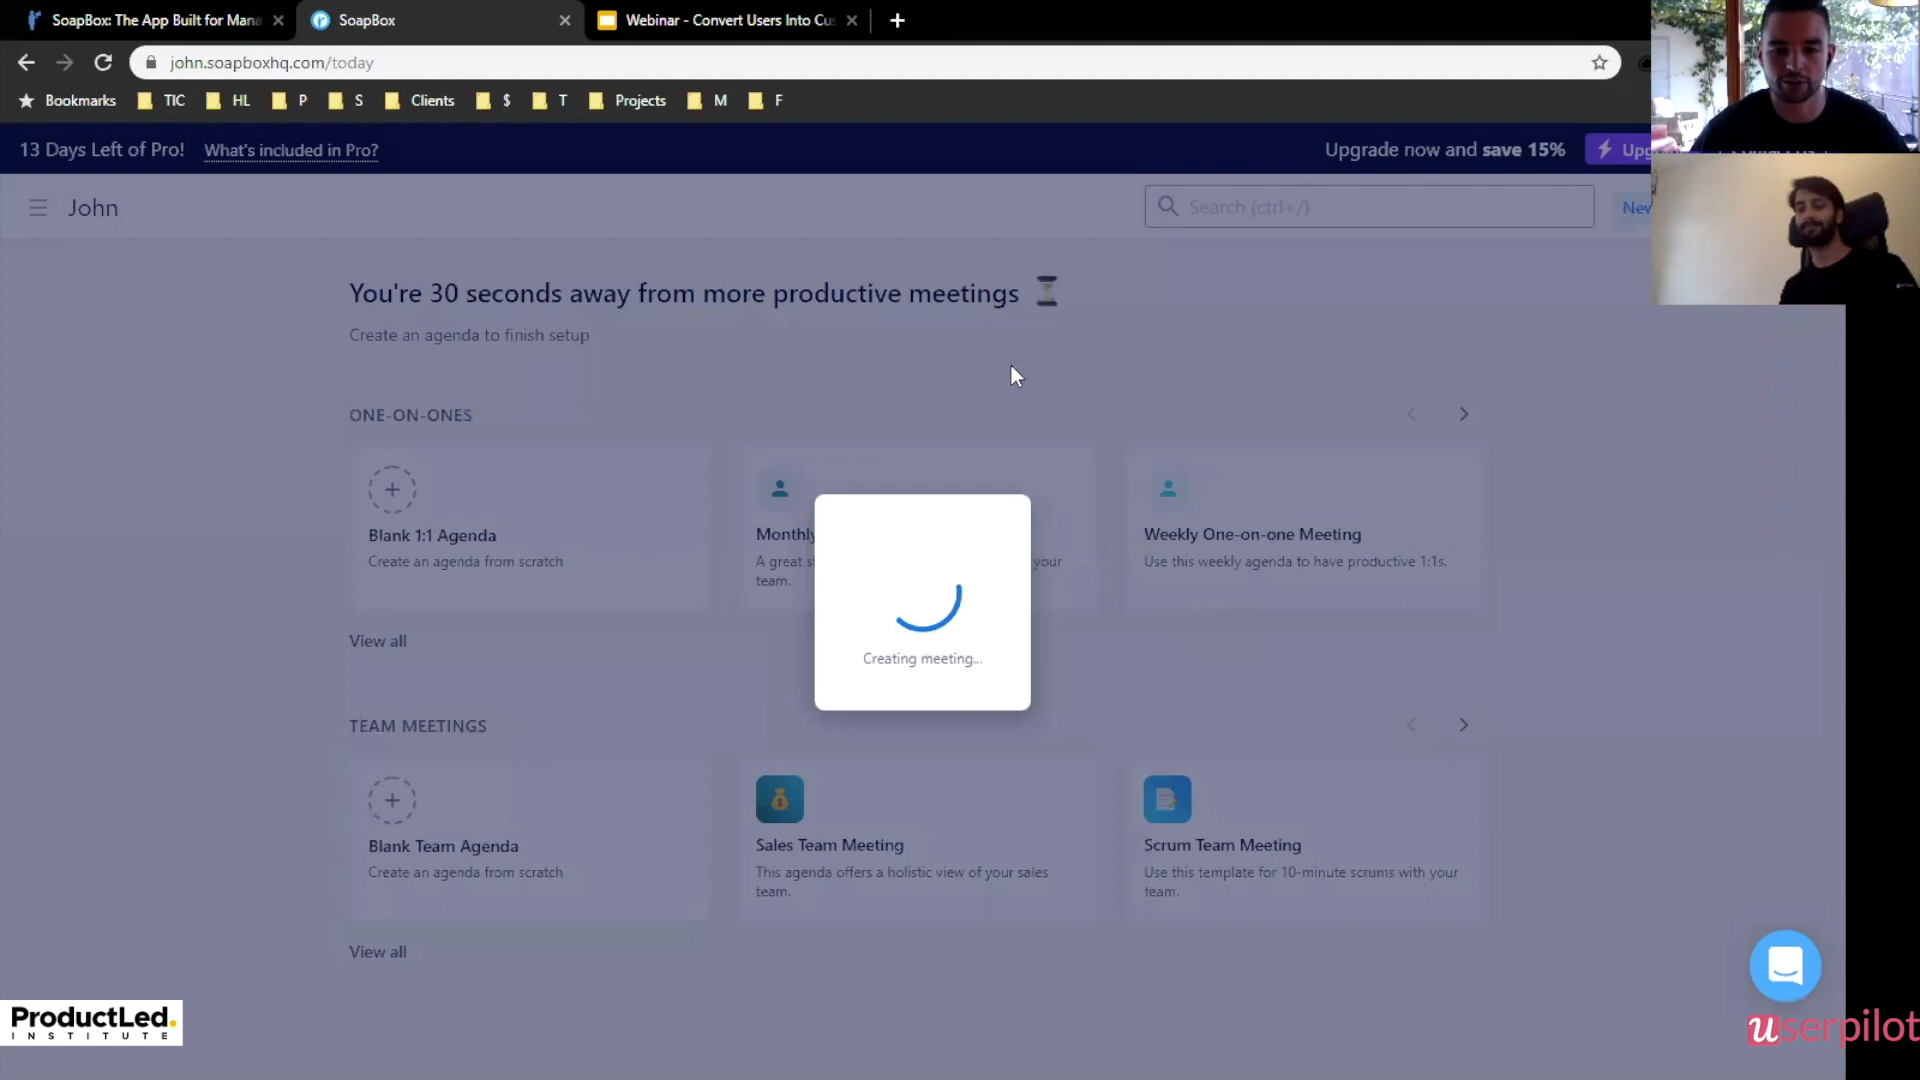 SoapBox: The App Built for Mana
SoapBox
Webinar - Convert Users Into Cu
john.soapboxhq.com/today
Bookmarks
TIC
HL
P
S
Clients
$
T
Projects
M
F
13 Days Left of Pro!
What's included in Pro?
Upgrade now and save 15%
John
Search (ctrl+/)
New
You're 30 seconds away from more productive meetings
Create an agenda to finish setup
ONE-ON-ONES
Blank 1:1 Agenda
Create an agenda from scratch
Monthly
your
team.
Weekly One-on-one Meeting
Use this weekly agenda to have productive 1:1s.
Creating meeting...
View all
TEAM MEETINGS
Blank Team Agenda
Create an agenda from scratch
Sales Team Meeting
This agenda offers a holistic view of your sales
team.
Scrum Team Meeting
Use this template for 10-minute scrums with your
team.
View all
ProductLed.
INSTITUTE
userpilot